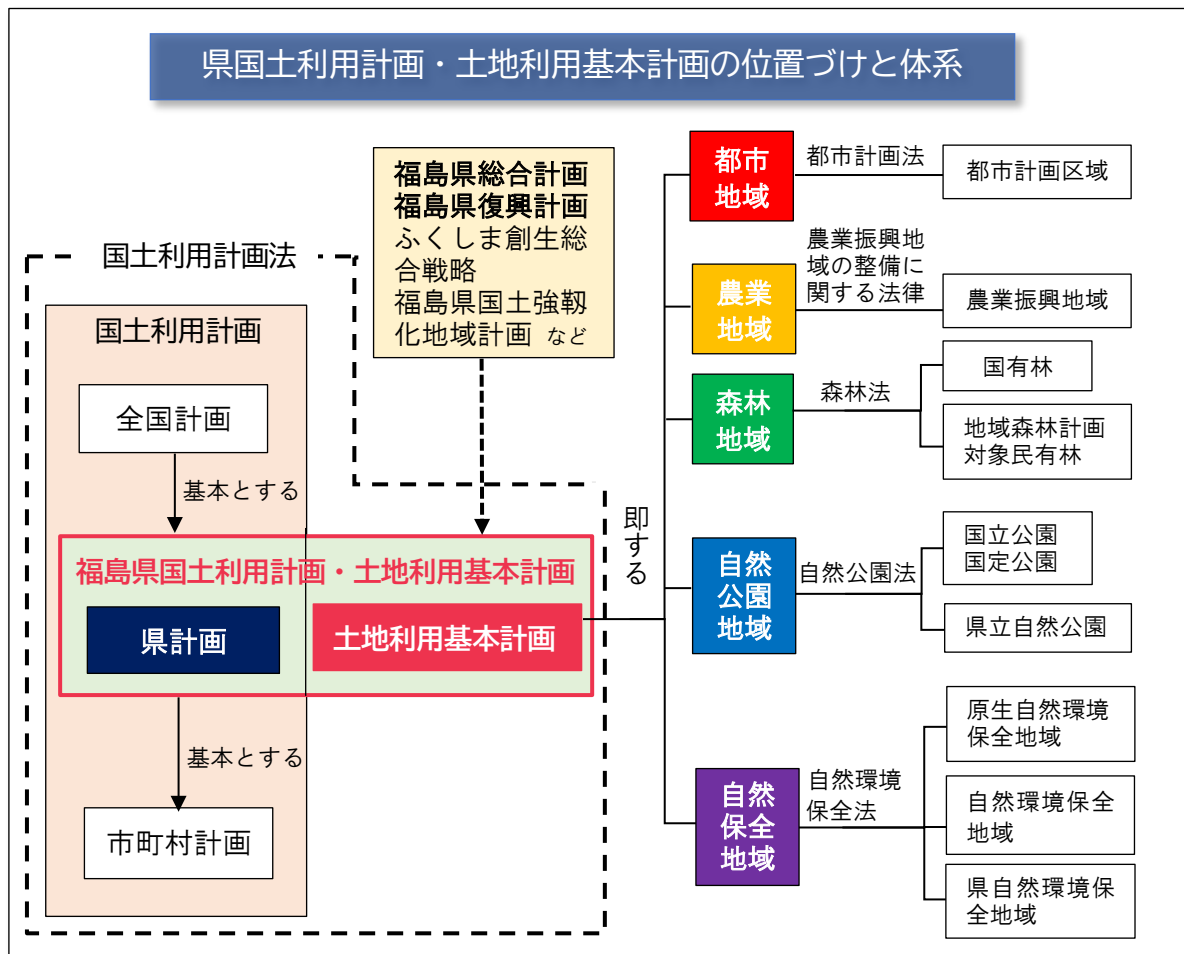 県国土利用計画・土地利用基本計画の位置づけと体系
国土利用計画法
国土利用計画
全国計画
基本とする
福島県総合計画
福島県復興計画
ふくしま創生総
合戦略
福島県国土強靱
化地域計画 など
福島県国土利用計画・土地利用基本計画
県計画
土地利用基本計画
基本とする
市町村計画
即する
都市
地域
都市計画法
都市計画区域
農業
地域
農業振興地
域の整備に
関する法律
農業振興地域
森林
地域
森林法
国有林
地域森林計画
対象民有林
自然
公園
地域
自然公園法
国立公園
国定公園
県立自然公園
自然
保全
地域
自然環境
保全法
原生自然環境
保全地域
自然環境保全
地域
県自然環境保
全地域